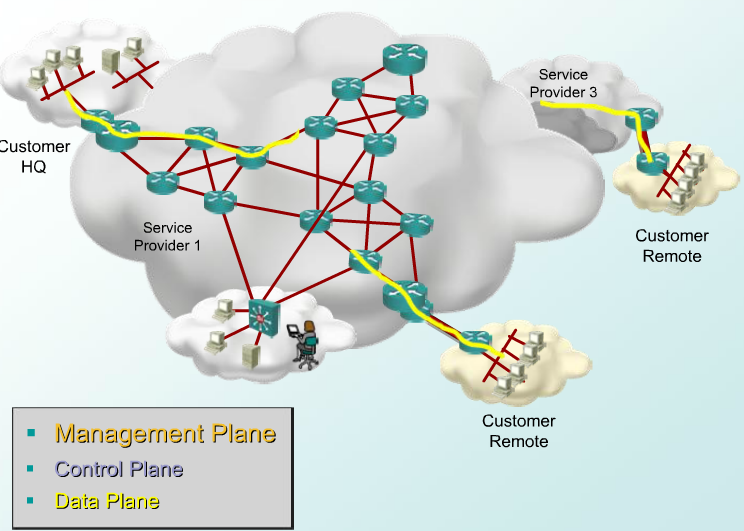 Service
Provider 3
Customer
HQ
Service
Provider 1
Customer
Remote
Customer
Remote
Management Plane
Control Plane
Data Plane